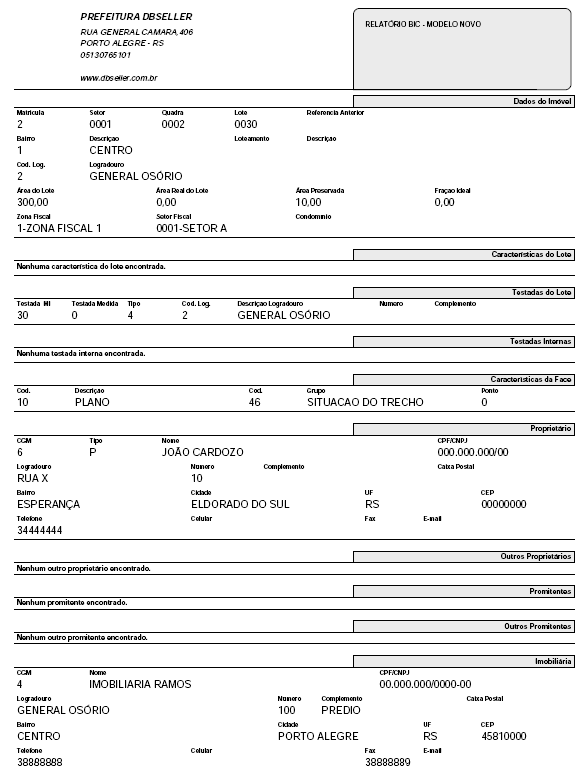 PREFEITURA DBSELLER
RUA GENERAL CAMARA,406
PORTO ALEGRE - RS
05130765101
www.dbseller.com.br
RELATÓRIO BIC - MODELO NOVO
Dados do Imóvel
Matrícula Setor Quadra Lote Referencia Anterior
2 0001 0002 0030
Bairro Descriçao Loteamento Descriçao
1 CENTRO
Cod. Log. Logradouro
2 GENERAL OSÓRIO
Área do Lote Área Real do Lote Área Preservada Fraçao Ideal
300,00 0,00 10,00 0,00
Zona Fiscal Setor Fiscal Condominio
1-ZONA FISCAL 1 0001-SETOR A
Características do Lote
Nenhuma característica do lote encontrada.
Testadas do Lote
Testada MI Testada Medida Tipo Cod. Log. Descriçao Logradouro Numero Complemento
30 0 4 2 GENERAL OSÓRIO
Testadas Internas
Nenhuma testada interna encontrada.
Características da Face
Cod. Descriçao Cod. Grupo Ponto
10 PLANO 46 SITUACAO DO TRECHO 0
Proprietário
CGM Tipo Nome CPF/CNPJ
6 P JOÃO CARDOZO 000.000.000/00
Logradouro Número Complemento Caixa Postal
RUA X 10
Bairro Cidade UF CEP
ESPERANÇA ELDORADO DO SUL RS 00000000
Telefone Celular Fax E-mail
34444444
Outros Proprietários
Nenhum outro proprietário encontrado.
Promitentes
Nenhum promitente encontrado.
Outros Promitentes
Nenhum outro promitente encontrado.
Imobiliária
CGM Nome CPF/CNPJ
4 IMOBILIARIA RAMOS 00.000.000/0000-00
Logradouro Número Complemento Caixa Postal
GENERAL OSÓRIO 100 PREDIO
Bairro Cidade UF CEP
CENTRO PORTO ALEGRE RS 45810000
Telefone Celular Fax E-mail
38888888 38888889